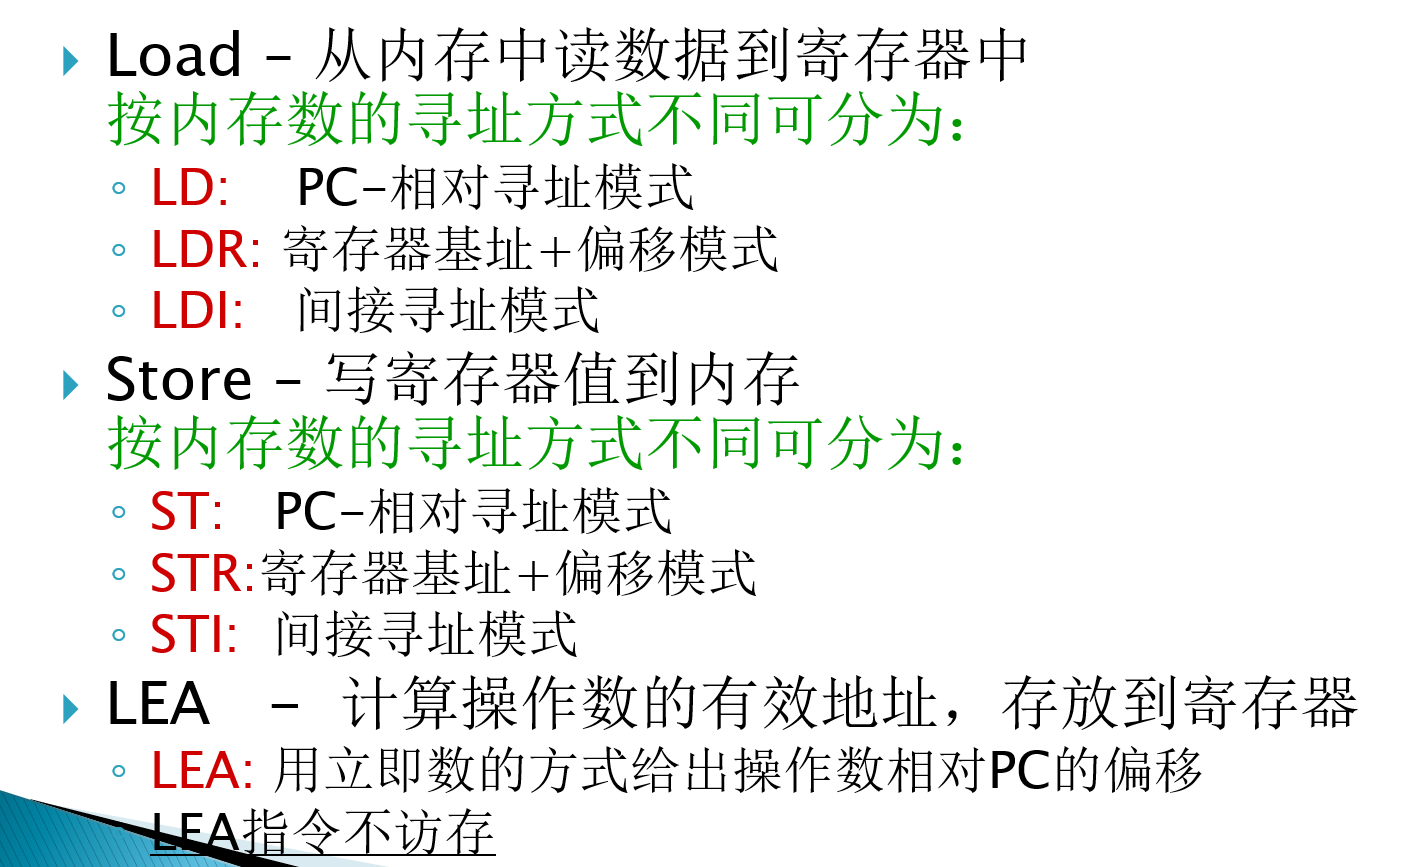 Load – 从内存中读数据到寄存器中
按内存数的寻址方式不同可分为：
LD: PC-相对寻址模式
LDR: 寄存器基址+偏移模式
LDI: 间接寻址模式
Store – 写寄存器值到内存
按内存数的寻址方式不同可分为：
ST: PC-相对寻址模式
STR:寄存器基址+偏移模式
STI: 间接寻址模式
LEA – 计算操作数的有效地址，存放到寄存器
LEA: 用立即数的方式给出操作数相对PC的偏移
LEA指令不访存